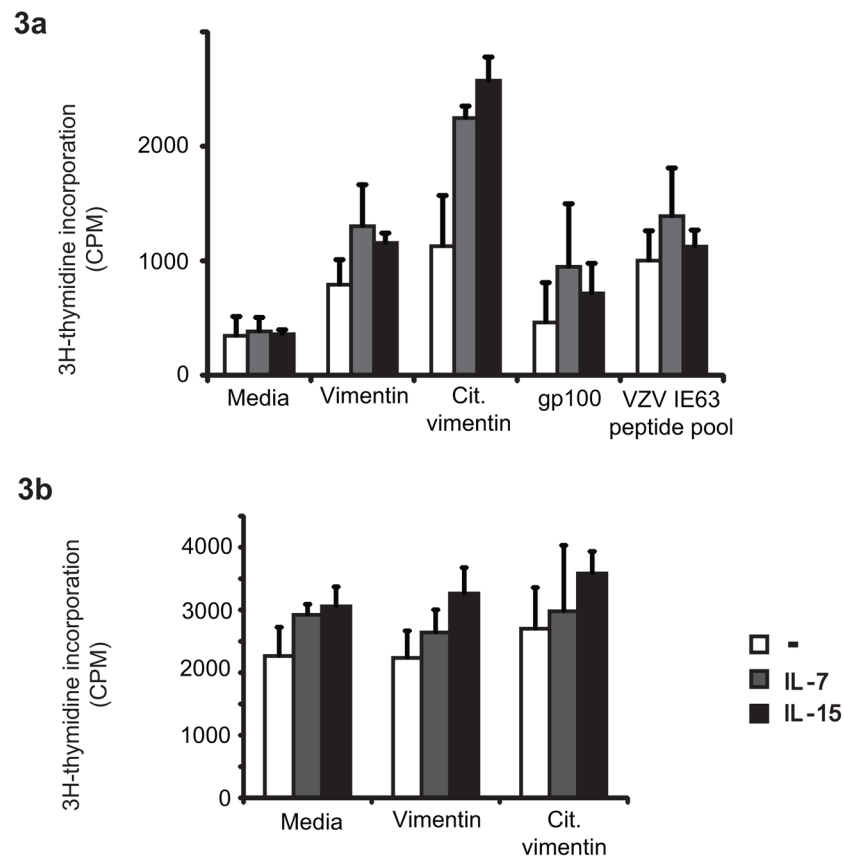 3a
3H-thymidine incorporation
(CPM)
2000
1000
0
Media
Vimentin
Cit.
vimentin
gp100
VZV IE63
peptide pool
3b
3H-thymidine incorporation
(CPM)
4000
3000
2000
1000
0
Media
Vimentin
Cit.
vimentin
-
IL-7
IL-15